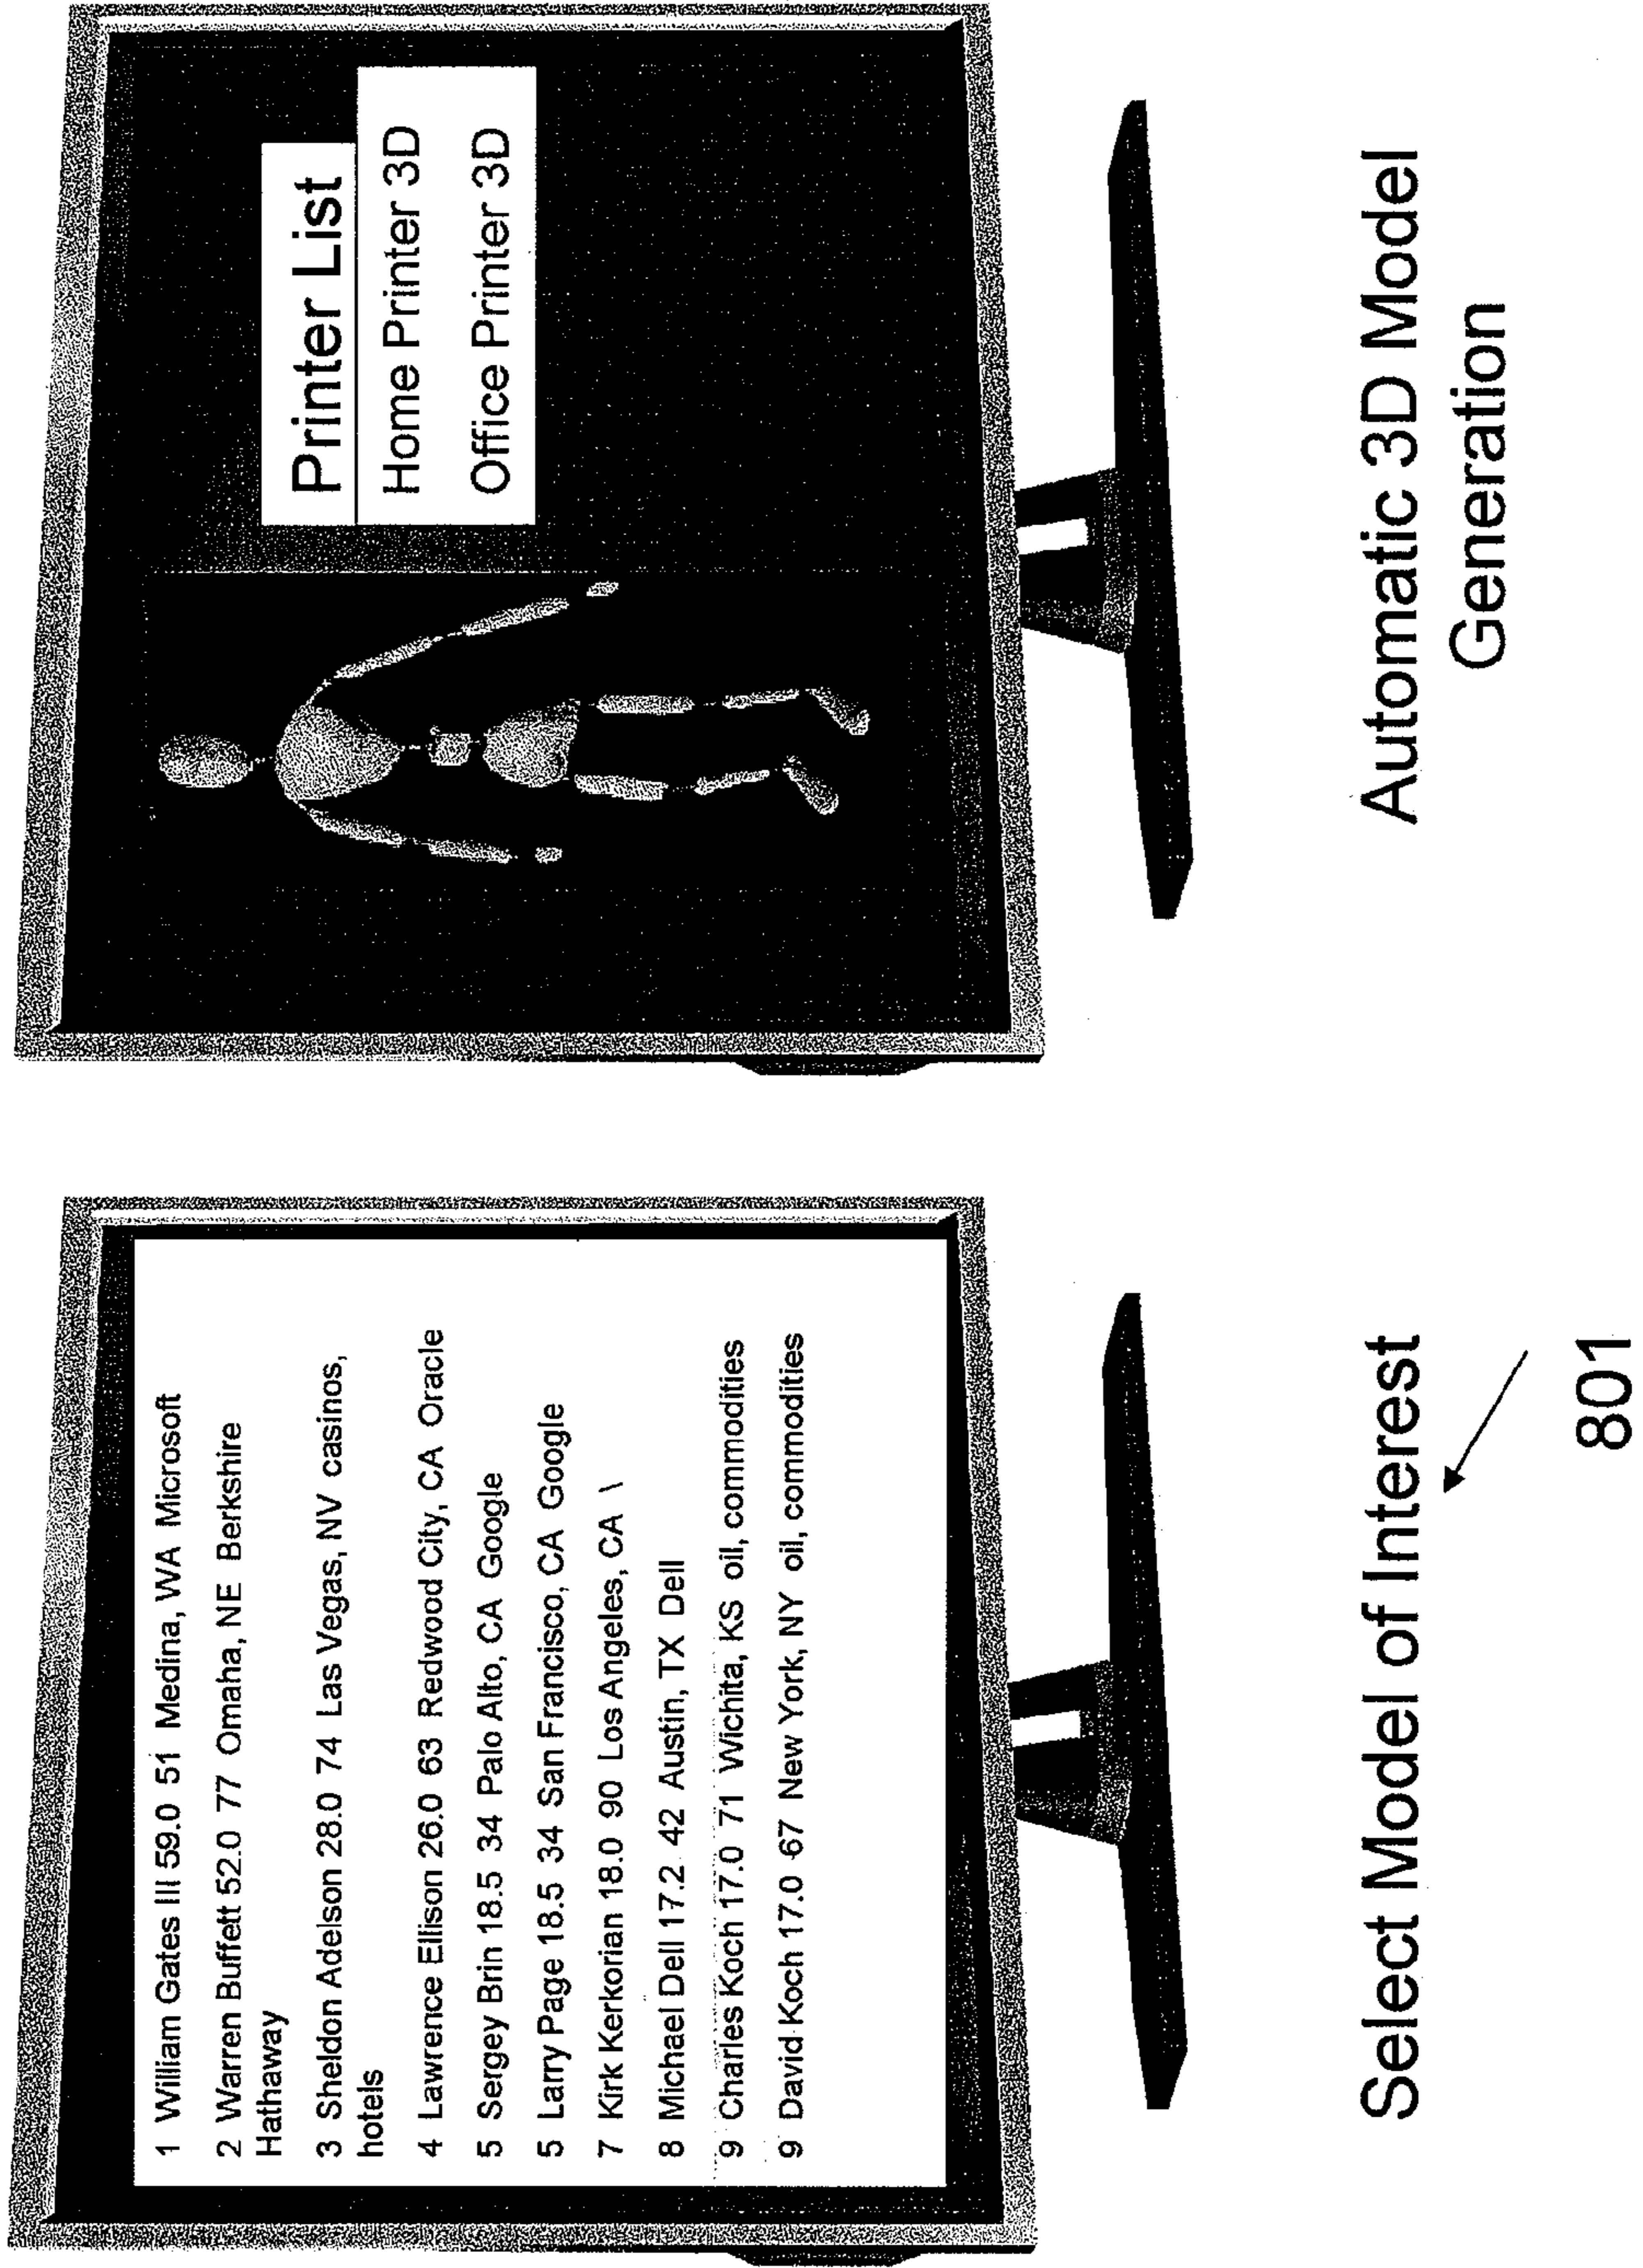 1 William Gates III 59.0 51 Medina, WA Microsoft
2 Warren Buffett 52.0 77 Omaha, NE Berkshire
Hathaway
3 Sheldon Adelson 28.0 74 Las Vegas, NV casinos,
hotels
4 Lawrence Ellison 26.0 63 Redwood City, CA Oracle
5 Sergey Brin 18.5 34 Palo Alto, CA Google
5 Larry Page 18.5 34 San Francisco, CA Google
7 Kirk Kerkorian 18.0 90 Los Angeles, CA \
8 Michael Dell 17.2 42 Austin, TX Dell
9 Charles Koch 17.0 71 Wichita, KS oil, commodities
9 David Koch 17.0 67 New York, NY oil, commodities
Select Model of Interest
801
Printer List
Home Printer 3D
Office Printer 3D
Automatic 3D Model
Generation